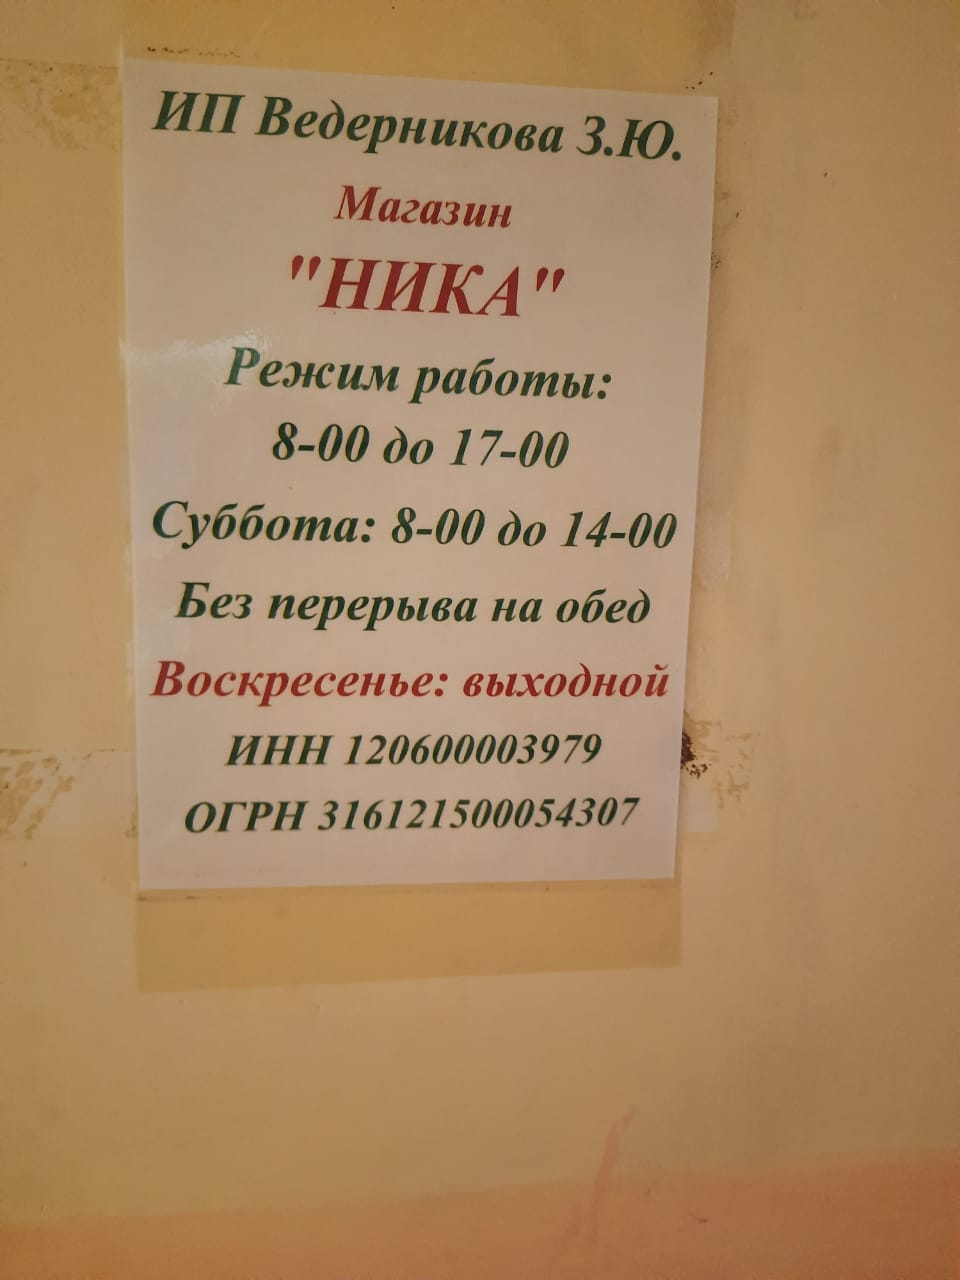 ИП Ведерникова З.Ю.
Магазин
"НИКА"
Режим работы:
8-00 до 17-00
Суббота: 8-00 до 14-00
Без перерыва на обед
Воскресенье: выходной
ИНН 120600003979
ОГРН 316121500054307